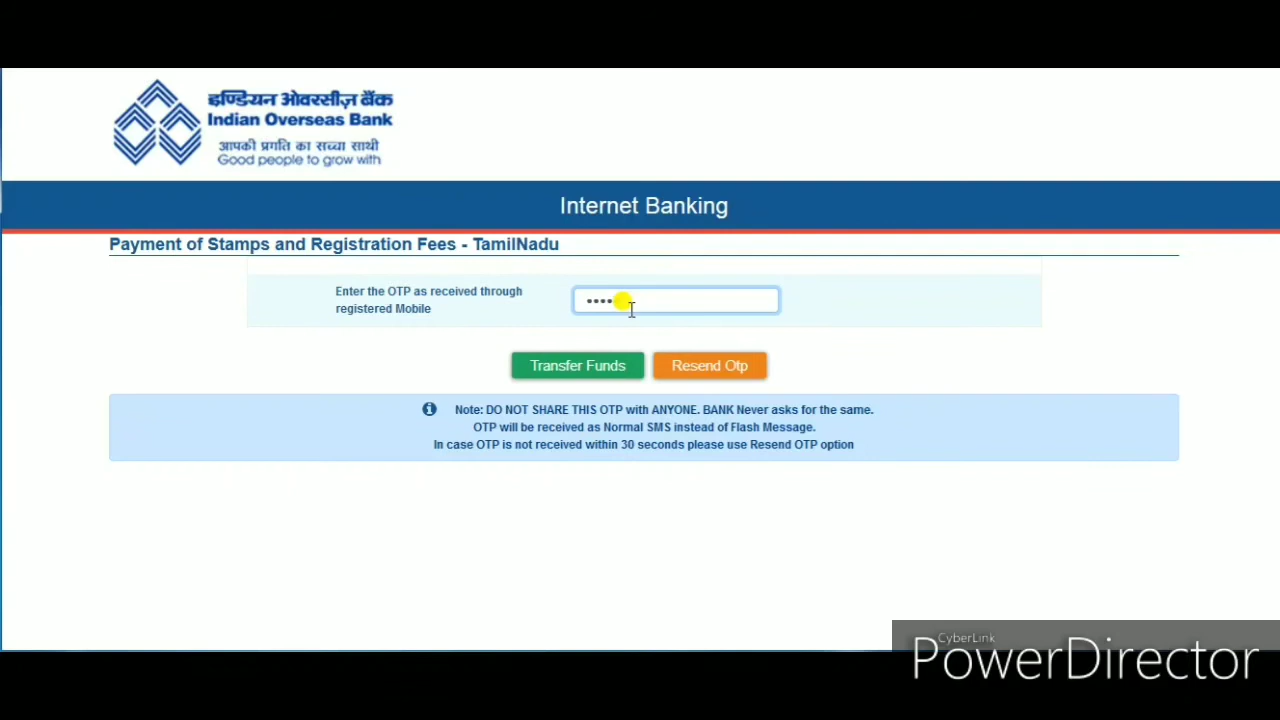 इण्डियन ओवरसीज़ बैंक
Indian Overseas Bank
आपकी प्रगति का सच्चा साथी
Good people to grow with
Internet Banking
Payment of Stamps and Registration Fees - TamilNadu
Enter the OTP as received through
registered Mobile
Transfer Funds
Resend Otp
Note: DO NOT SHARE THIS OTP with ANYONE. BANK Never asks for the same.
OTP will be received as Normal SMS instead of Flash Message.
In case OTP is not received within 30 seconds please use Resend OTP option
CyberLink
PowerDirector